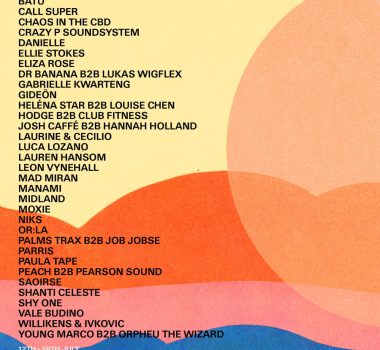 BATU
CALL SUPER
CHAOS IN THE CBD
CRAZY P SOUNDSYSTEM
DANIELLE
ELLIE STOKES
ELIZA ROSE
DR BANANA B2B LUKAS WIGFLEX
GABRIELLE KWARTENG
GIDEÖN
HELÉNA STAR B2B LOUISE CHEN
HODGE B2B CLUB FITNESS
JOSH CAFFÉ B2B HANNAH HOLLAND
LAURINE & CECILIO
LUCA LOZANO
LAUREN HANSOM
LEON VYNEHALL
MAD MIRAN
MANAMI
MIDLAND
MOXIE
NIKS
OR:LA
PALMS TRAX B2B JOB JOBSE
PARRIS
PAULA TAPE
PEACH B2B PEARSON SOUND
SAOIRSE
SHANTI CELESTE
SHY ONE
VALE BUDINO
WILLIKENS & IVKOVIC
YOUNG MARCO B2B ORPHEU THE WIZARD